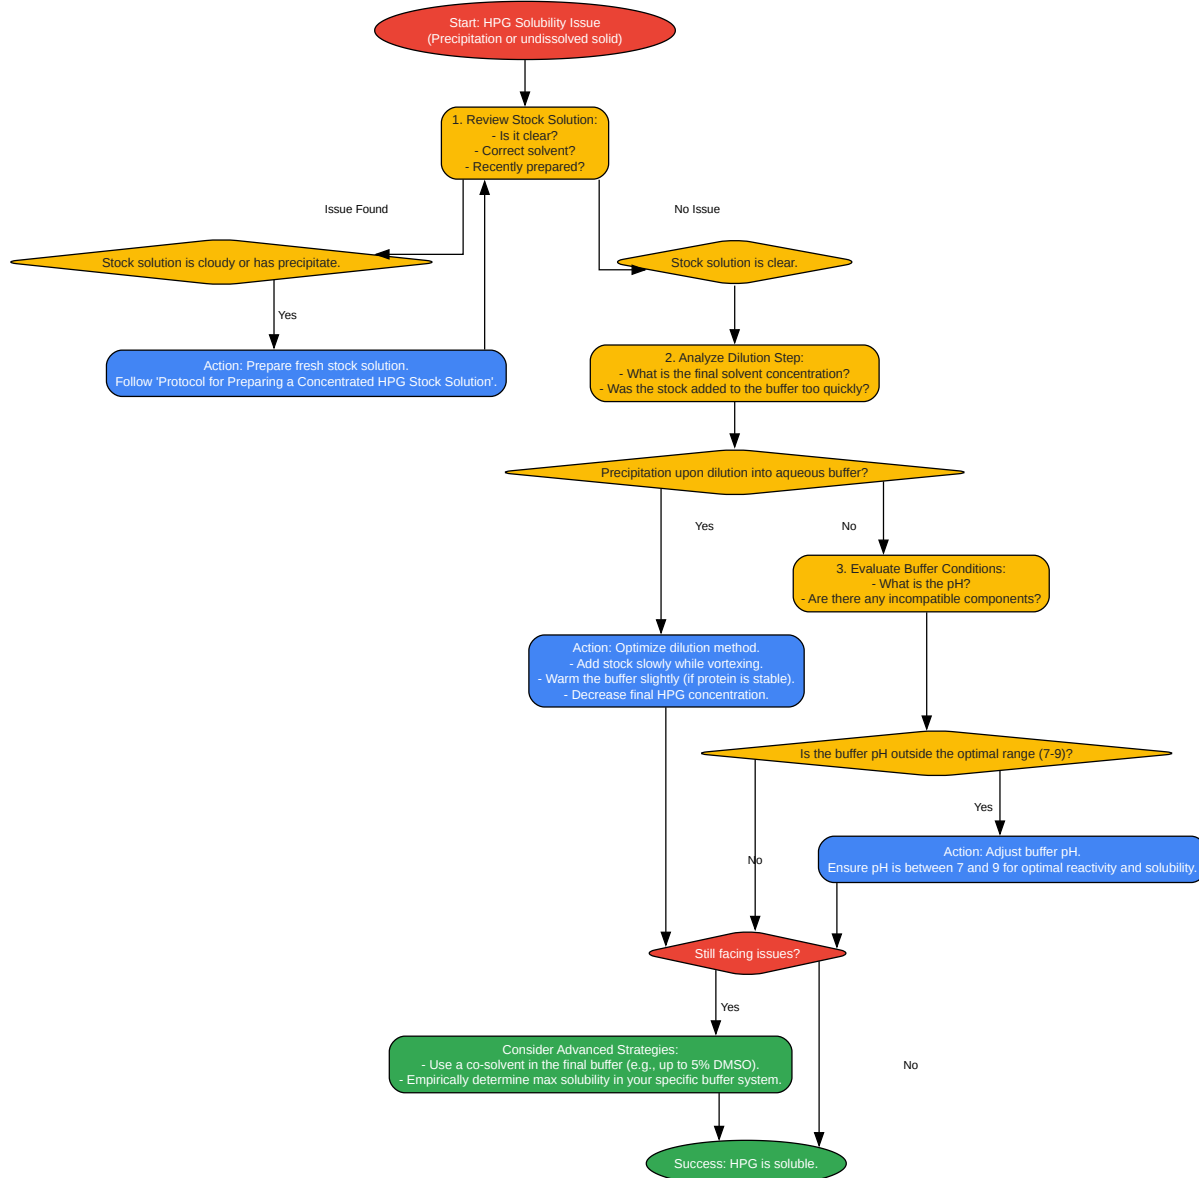 Start: HPG Solubility Issue
(Precipitation or undissolved solid)
1. Review Stock Solution:
- Is it clear?
- Correct solvent?
- Recently prepared?
Issue Found
No Issue
Stock solution is cloudy or has precipitate.
Stock solution is clear.
Yes
Action: Prepare fresh stock solution.
Follow 'Protocol for Preparing a Concentrated HPG Stock Solution'.
2. Analyze Dilution Step:
- What is the final solvent concentration?
- Was the stock added to the buffer too quickly?
Precipitation upon dilution into aqueous buffer?
Yes
No
3. Evaluate Buffer Conditions:
- What is the pH?
- Are there any incompatible components?
Action: Optimize dilution method.
- Add stock slowly while vortexing.
- Warm the buffer slightly (if protein is stable).
- Decrease final HPG concentration.
Is the buffer pH outside the optimal range (7-9)?
Yes
No
Action: Adjust buffer pH.
Ensure pH is between 7 and 9 for optimal reactivity and solubility.
Still facing issues?
Yes
No
Consider Advanced Strategies:
- Use a co-solvent in the final buffer (e.g., up to 5% DMSO).
- Empirically determine max solubility in your specific buffer system.
Success: HPG is soluble.